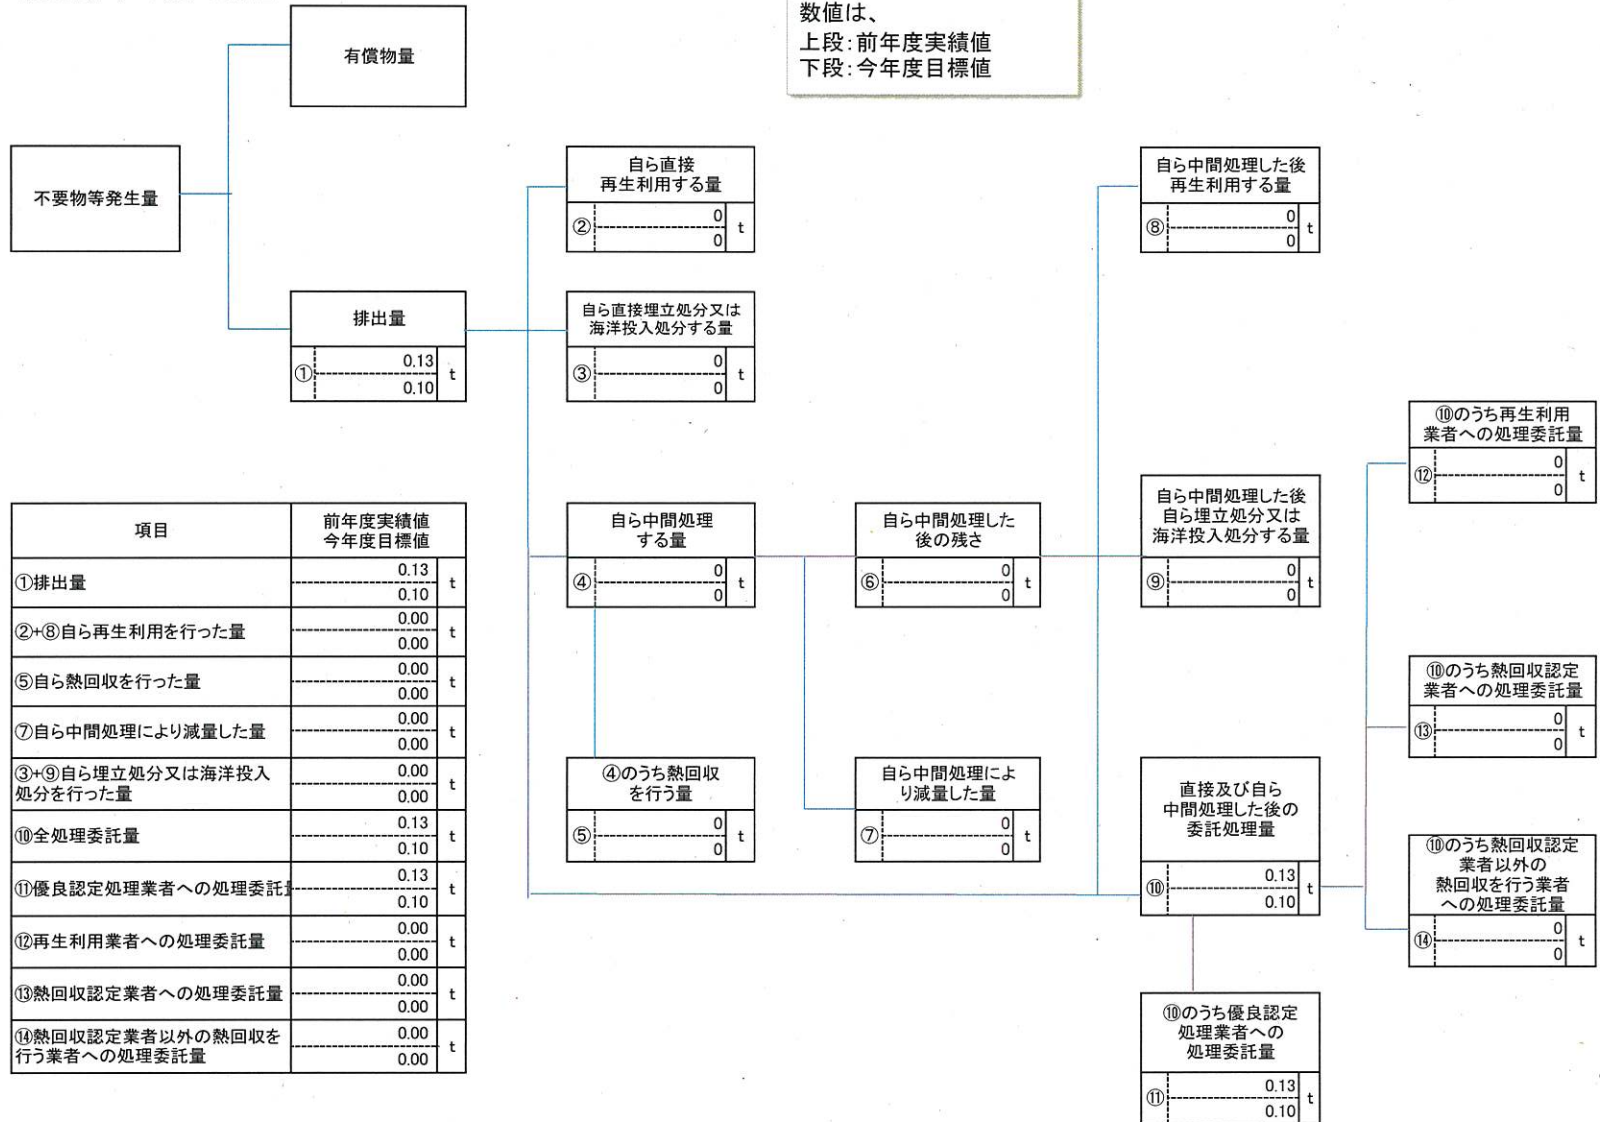 数値は、
上段:前年度実績値
下段:今年度目標値
有償物量
不要物等発生量
排出量
①
0.13
0.10
t
自ら直接
再生利用する量
②
0
0
t
自ら直接埋立処分又は
海洋投入処分する量
③
0
0
t
自ら中間処理
する量
④
0
0
t
④のうち熱回収
を行う量
⑤
0
0
t
自ら中間処理した
後の残さ
⑥
0
0
t
自ら中間処理によ
り減量した量
⑦
0
0
t
自ら中間処理した後
再生利用する量
⑧
0
0
t
自ら中間処理した後
自ら埋立処分又は
海洋投入処分する量
⑨
0
0
t
直接及び自ら
中間処理した後の
委託処理量
⑩
0.13
0.10
t
⑩のうち優良認定
処理業者への
処理委託量
⑪
0.13
0.10
t
⑩のうち再生利用
業者への処理委託量
⑫
0
0
t
⑩のうち熱回収認定
業者への処理委託量
⑬
0
0
t
⑩のうち熱回収認定
業者以外の
熱回収を行う業者
への処理委託量
⑭
0
0
t
項目
前年度実績値
今年度目標値
①排出量
0.13
0.10
t
②+⑧自ら再生利用を行った量
0.00
0.00
t
⑤自ら熱回収を行った量
0.00
0.00
t
⑦自ら中間処理により減量した量
0.00
0.00
t
③+⑨自ら埋立処分又は海洋投入
処分を行った量
0.00
0.00
t
⑩全処理委託量
0.13
0.10
t
⑪優良認定処理業者への処理委託
0.13
0.10
t
⑫再生利用業者への処理委託量
0.00
0.00
t
⑬熱回収認定業者への処理委託量
0.00
0.00
t
⑭熱回収認定業者以外の熱回収を
行う業者への処理委託量
0.00
0.00
t